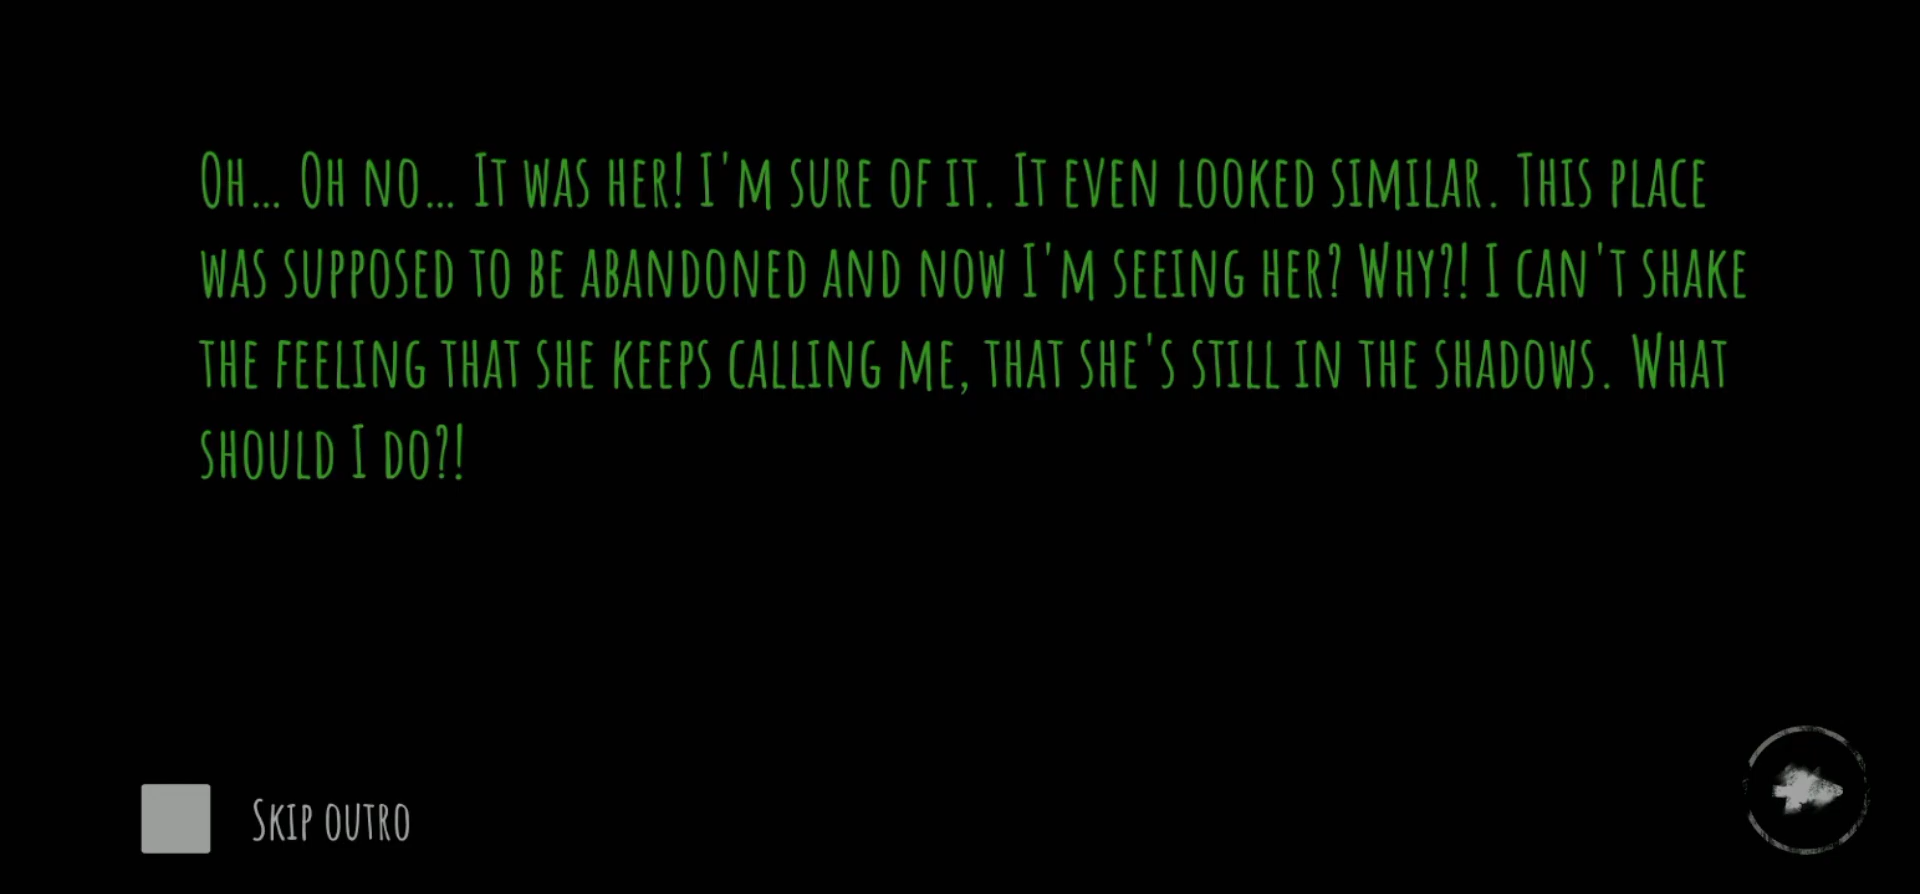 Oh... Oh no... It was her! I'm sure of it. It even looked similar. This place
was supposed to be abandoned and now I'm seeing her? Why?! I can't shake
the feeling that she keeps calling me, that she's still in the shadows. What
should I do?!
Skip outro